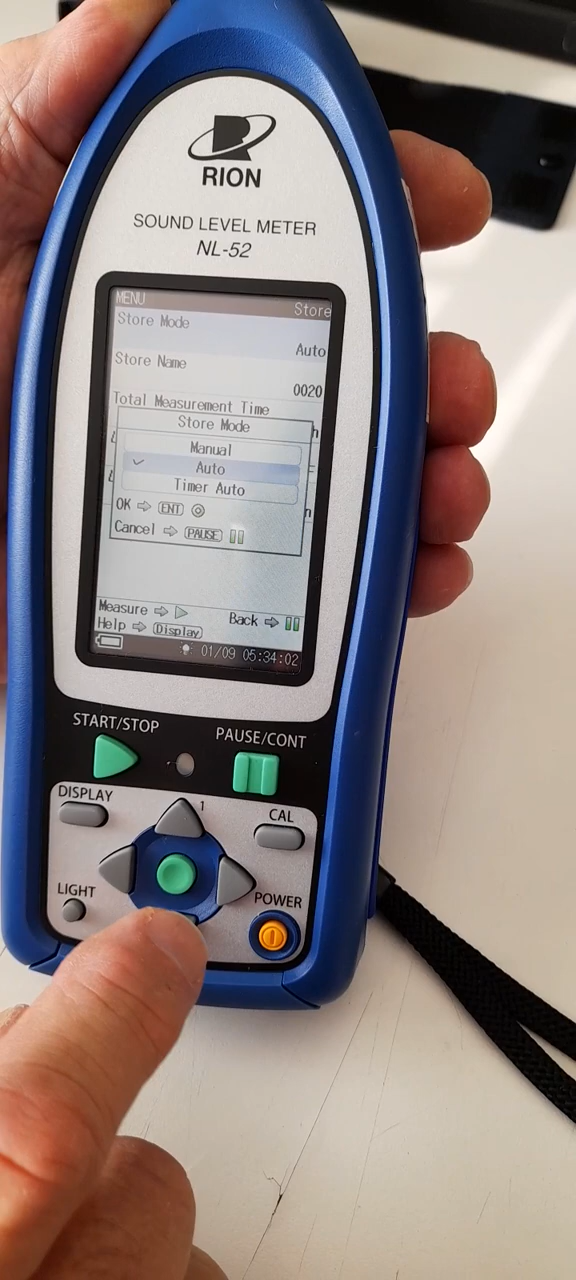 RION
SOUND LEVEL METER
NL-52
MENU Store
Store Mode
Auto
Store Name
0020
Total Measurement Time
Store Mode
Manual
Auto
Timer Auto
OK ⇨ ENT
Cancel ⇨ PAUSE
Measure ⇨
Back ⇨
Help ⇨ Display
01/09 05:34:02
START/STOP
PAUSE/CONT
DISPLAY
1
CAL
LIGHT
POWER